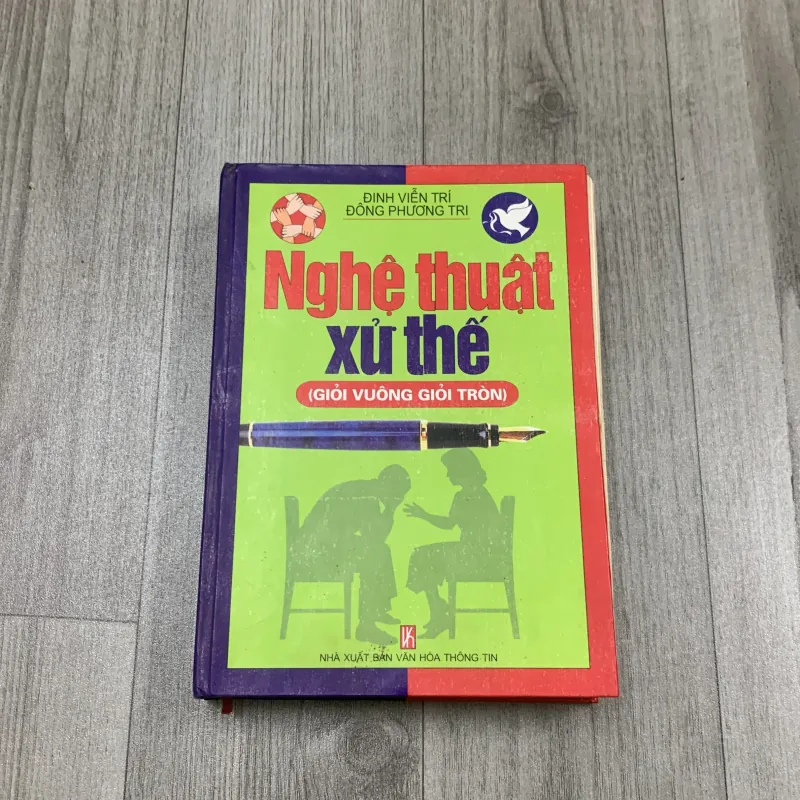 ĐINH VIỄN TRÍ
ĐÔNG PHƯƠNG TRI
Nghệ thuật
xử thế
(GIỎI VUÔNG GIỎI TRÒN)
NHÀ XUẤT BẢN VĂN HÓA THÔNG TIN